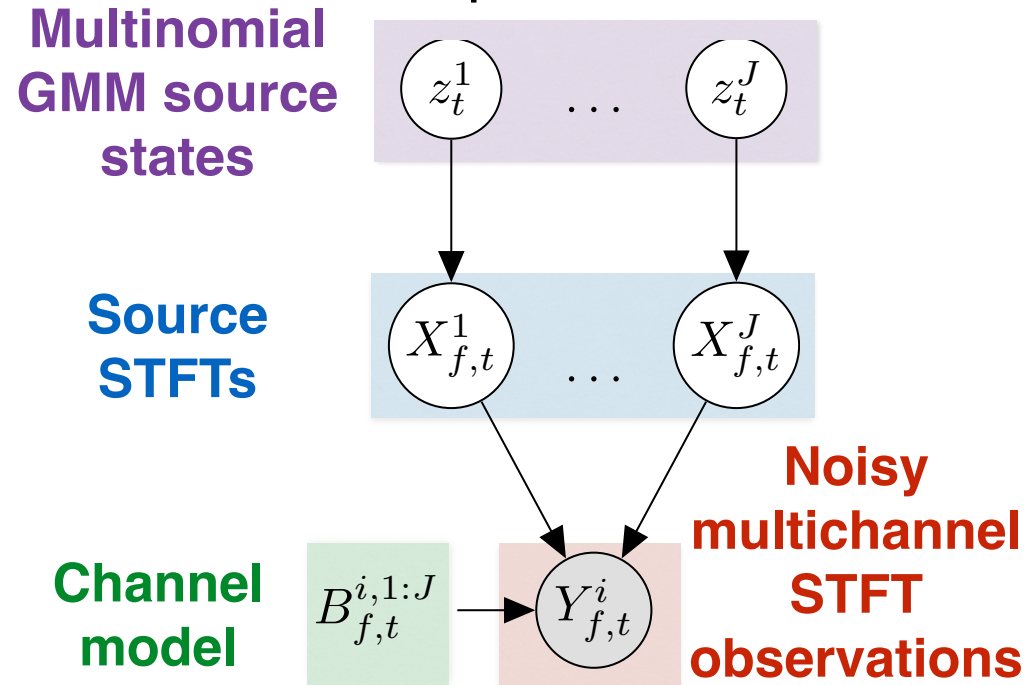 Multinomial
GMM source
states
z_t^1 ... z_t^J
Source
STFTs
X_{f,t}^1 ... X_{f,t}^J
Noisy
multichannel
STFT
observations
Channel
model
B_{f,t}^{i,1:J}
Y_{f,t}^i